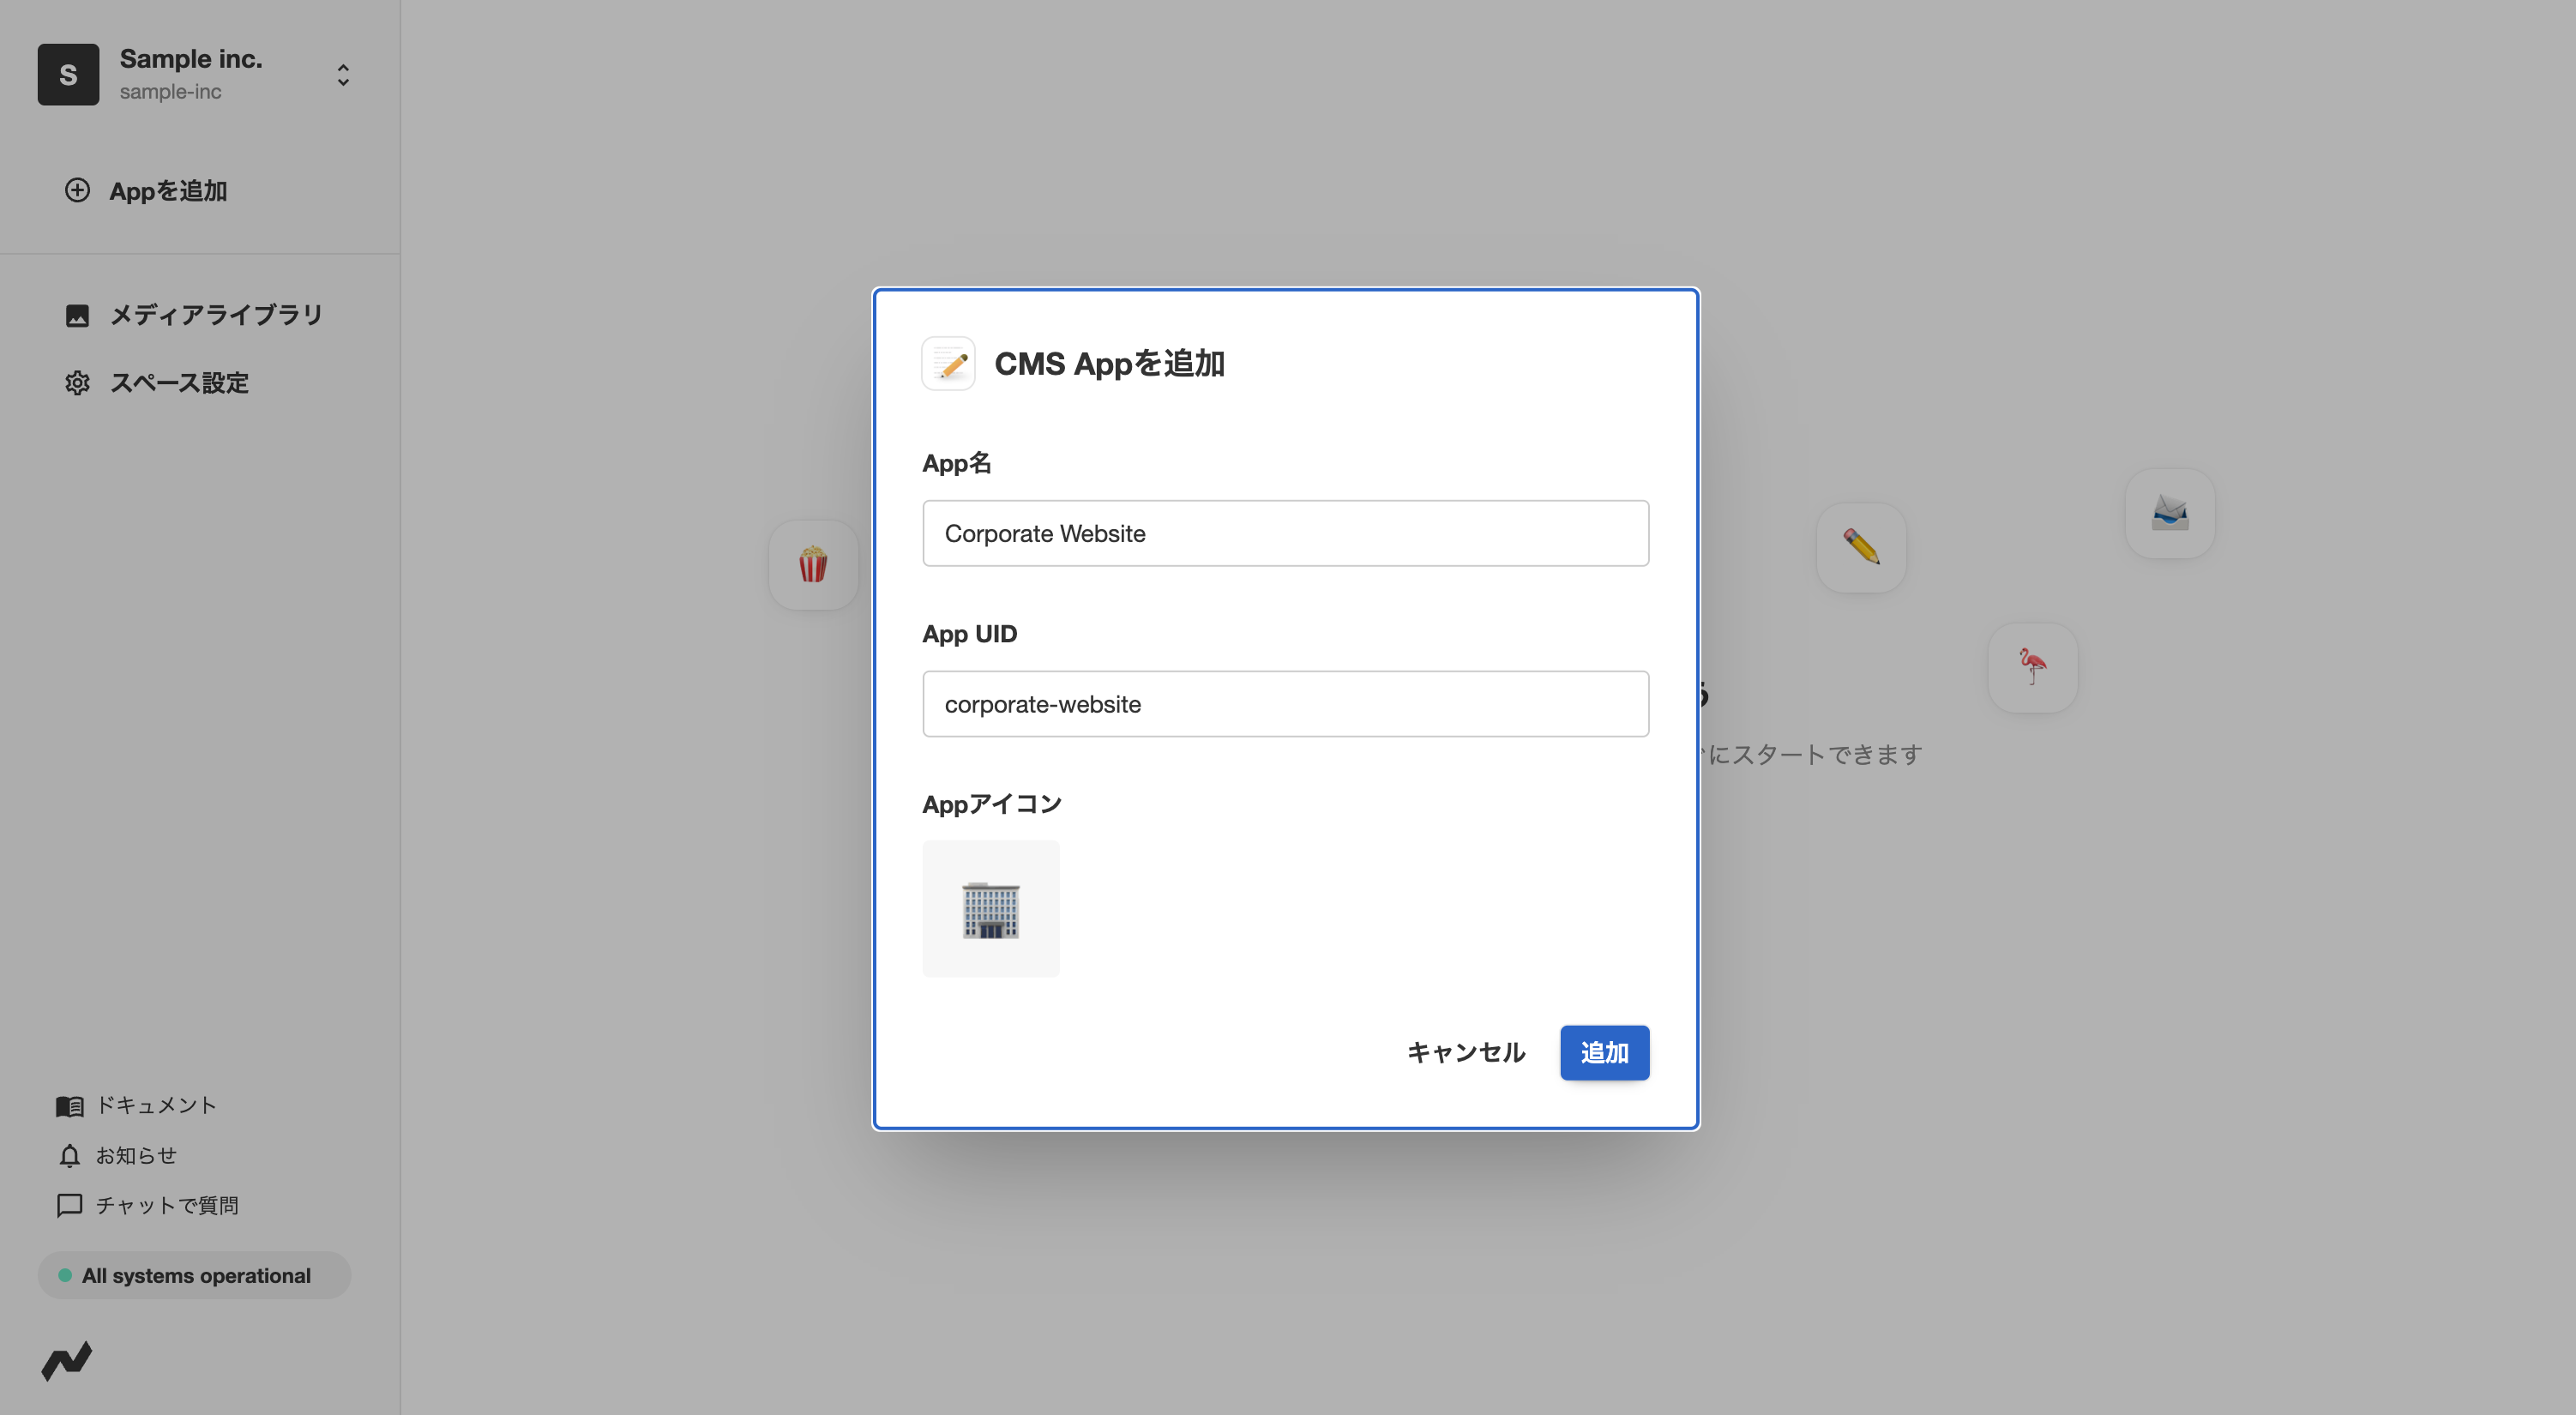 S
Sample inc.
sample-inc
Appを追加
メディアライブラリ
スペース設定
CMS Appを追加
App名
Corporate Website
App UID
corporate-website
Appアイコン
キャンセル
追加
にスタートできます
ドキュメント
お知らせ
チャットで質問
All systems operational